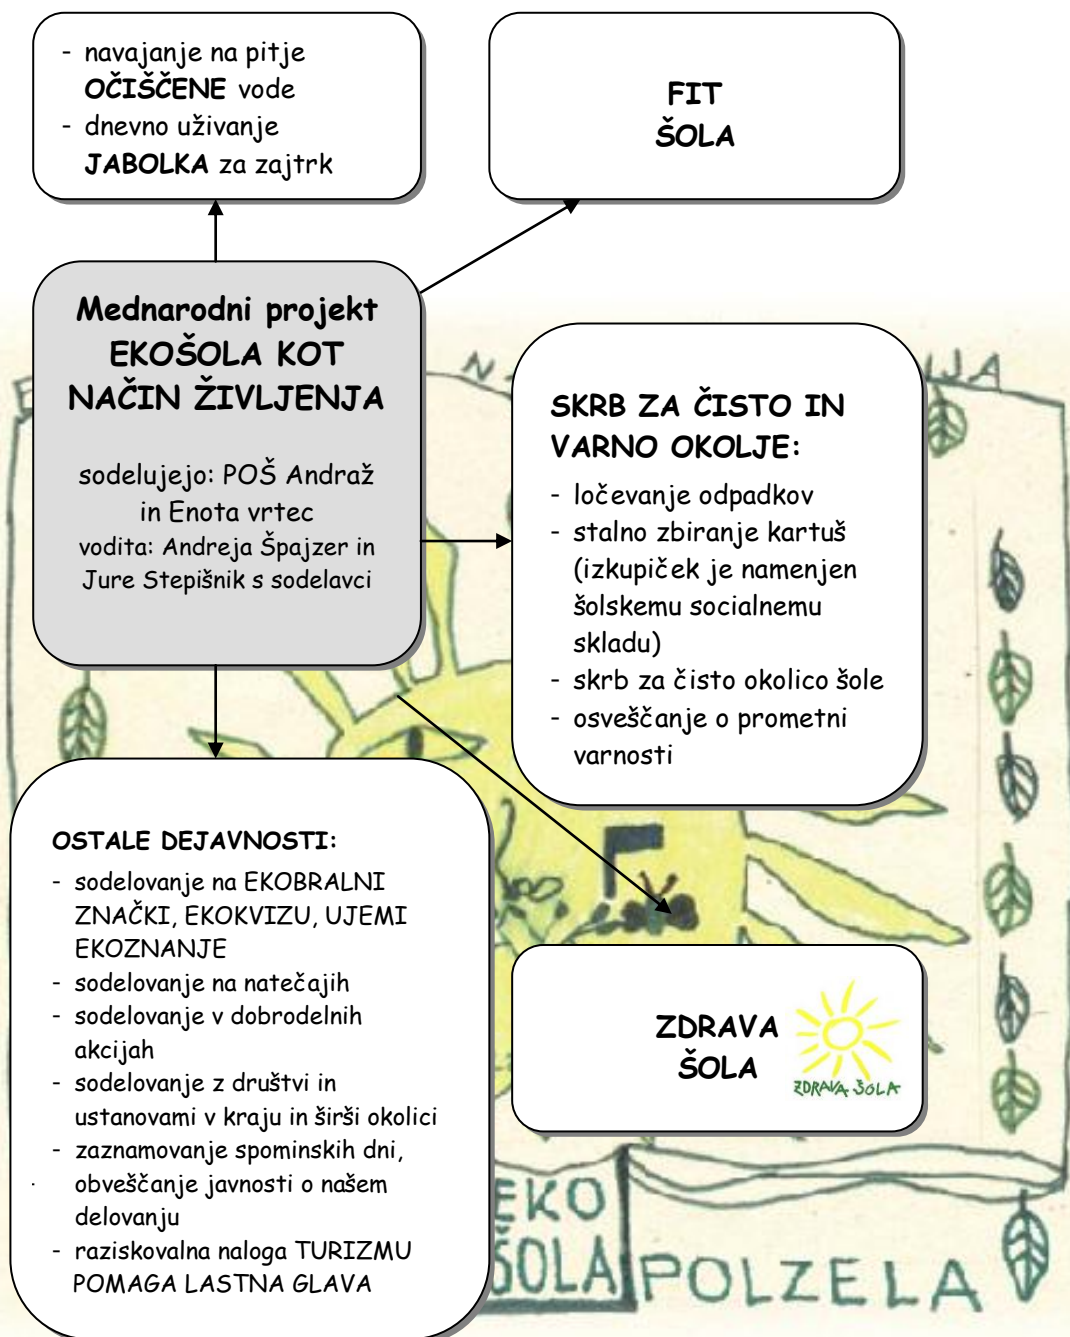 - navajanje na pitje
OČIŠČENE vode
- dnevno uživanje
JABOLKA za zajtrk
FIT
ŠOLA
Mednarodni projekt
EKOŠOLA KOT
NAČIN ŽIVLJENJA
sodelujejo: POŠ Andraž
in Enota vrtec
vodita: Andreja Špajzer in
Jure Stepišnik s sodelavci
SKRB ZA ČISTO IN
VARNO OKOLJE:
- ločevanje odpadkov
- stalno zbiranje kartuš
(izkupiček je namenjen
šolskemu socialnemu
skladu)
- skrb za čisto okolico šole
- osveščanje o prometni
varnosti
OSTALE DEJAVNOSTI:
- sodelovanje na EKOBRALNI
ZNAČKI, EKOKVIZU, UJEMI
EKOZNANJE
- sodelovanje na natečajih
- sodelovanje v dobrodelnih
akcijah
- sodelovanje z društvi in
ustanovami v kraju in širši okolici
- zaznamovanje spominskih dni,
· obveščanje javnosti o našem
delovanju
- raziskovalna naloga TURIZMU
POMAGA LASTNA GLAVA
ZDRAVA
ŠOLA
ZDRAVA ŠOLA
EKO
ŠOLA
POLZELA